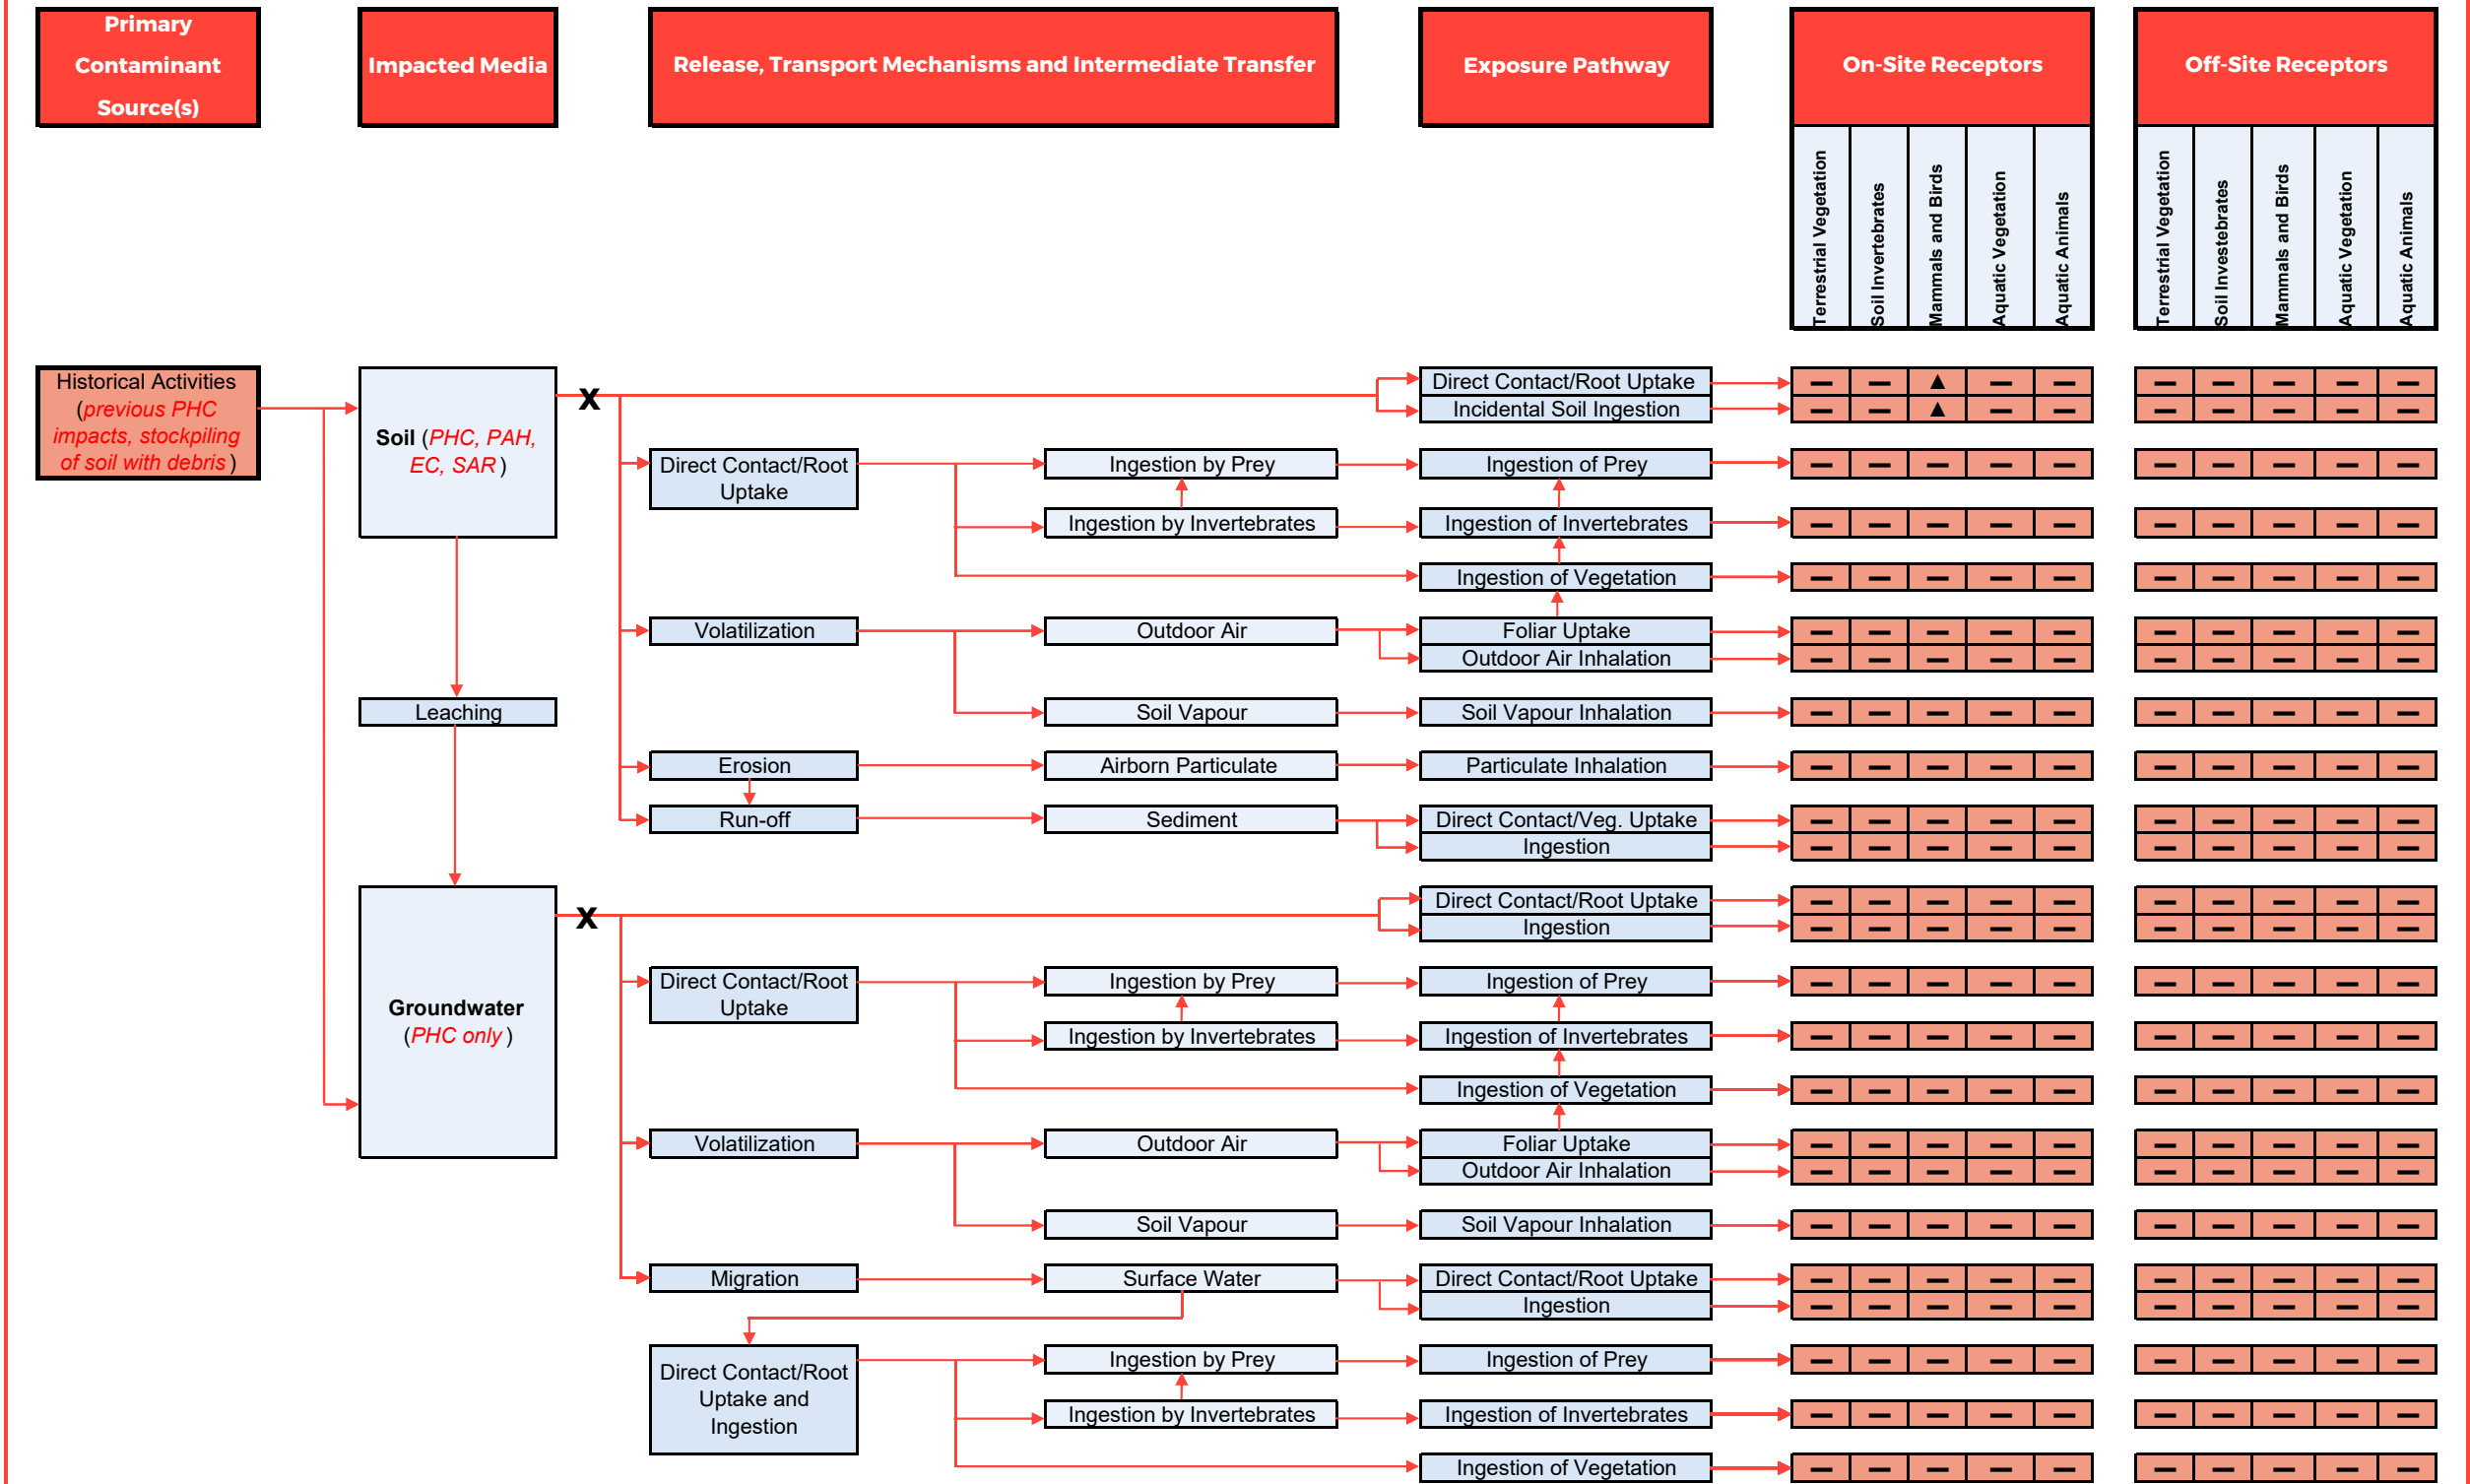 Primary
Contaminant
Source(s)
Impacted Media
Release, Transport Mechanisms and Intermediate Transfer
Exposure Pathway
On-Site Receptors
Off-Site Receptors
Terrestrial Vegetation
Soil Invertebrates
Mammals and Birds
Aquatic Vegetation
Aquatic Animals
Terrestrial Vegetation
Soil Investebrates
Mammals and Birds
Aquatic Vegetation
Aquatic Animals
Historical Activities
(previous PHC
impacts, stockpiling
of soil with debris)
Soil (PHC, PAH,
EC, SAR)
X
Direct Contact/Root Uptake
— — ▲ — — — — — — —
Incidental Soil Ingestion
— — ▲ — — — — — — —
Direct Contact/Root
Uptake
Ingestion by Prey
Ingestion of Prey
— — — — — — — — — —
Ingestion by Invertebrates
Ingestion of Invertebrates
— — — — — — — — — —
Ingestion of Vegetation
— — — — — — — — — —
Volatilization
Outdoor Air
Foliar Uptake
— — — — — — — — — —
Outdoor Air Inhalation
— — — — — — — — — —
Leaching
Soil Vapour
Soil Vapour Inhalation
— — — — — — — — — —
Erosion
Airborn Particulate
Particulate Inhalation
— — — — — — — — — —
Run-off
Sediment
Direct Contact/Veg. Uptake
— — — — — — — — — —
Ingestion
— — — — — — — — — —
Groundwater
(PHC only)
X
Direct Contact/Root Uptake
— — — — — — — — — —
Ingestion
— — — — — — — — — —
Direct Contact/Root
Uptake
Ingestion by Prey
Ingestion of Prey
— — — — — — — — — —
Ingestion by Invertebrates
Ingestion of Invertebrates
— — — — — — — — — —
Ingestion of Vegetation
— — — — — — — — — —
Volatilization
Outdoor Air
Foliar Uptake
— — — — — — — — — —
Outdoor Air Inhalation
— — — — — — — — — —
Soil Vapour
Soil Vapour Inhalation
— — — — — — — — — —
Migration
Surface Water
Direct Contact/Root Uptake
— — — — — — — — — —
Ingestion
— — — — — — — — — —
Direct Contact/Root
Uptake and
Ingestion
Ingestion by Prey
Ingestion of Prey
— — — — — — — — — —
Ingestion by Invertebrates
Ingestion of Invertebrates
— — — — — — — — — —
Ingestion of Vegetation
— — — — — — — — — —